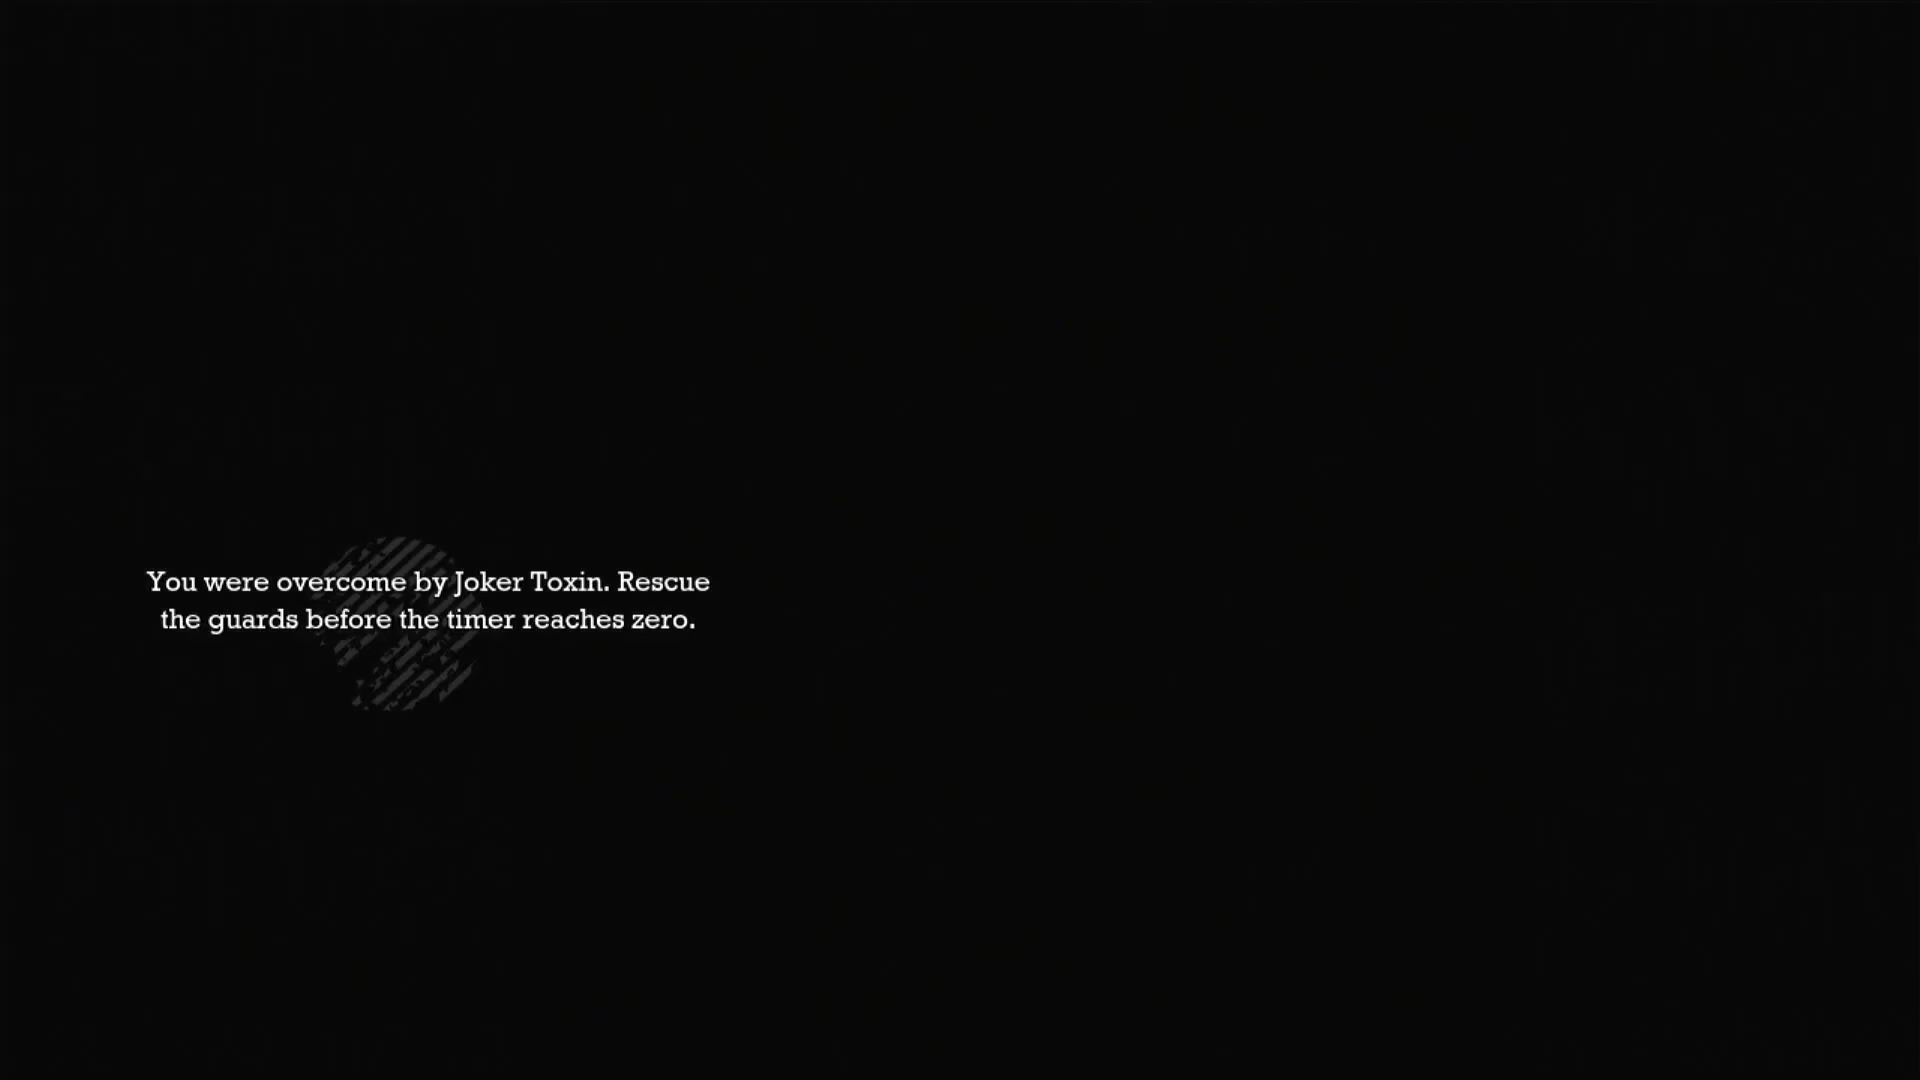 You were overcome by Joker Toxin. Rescue
the guards before the timer reaches zero.